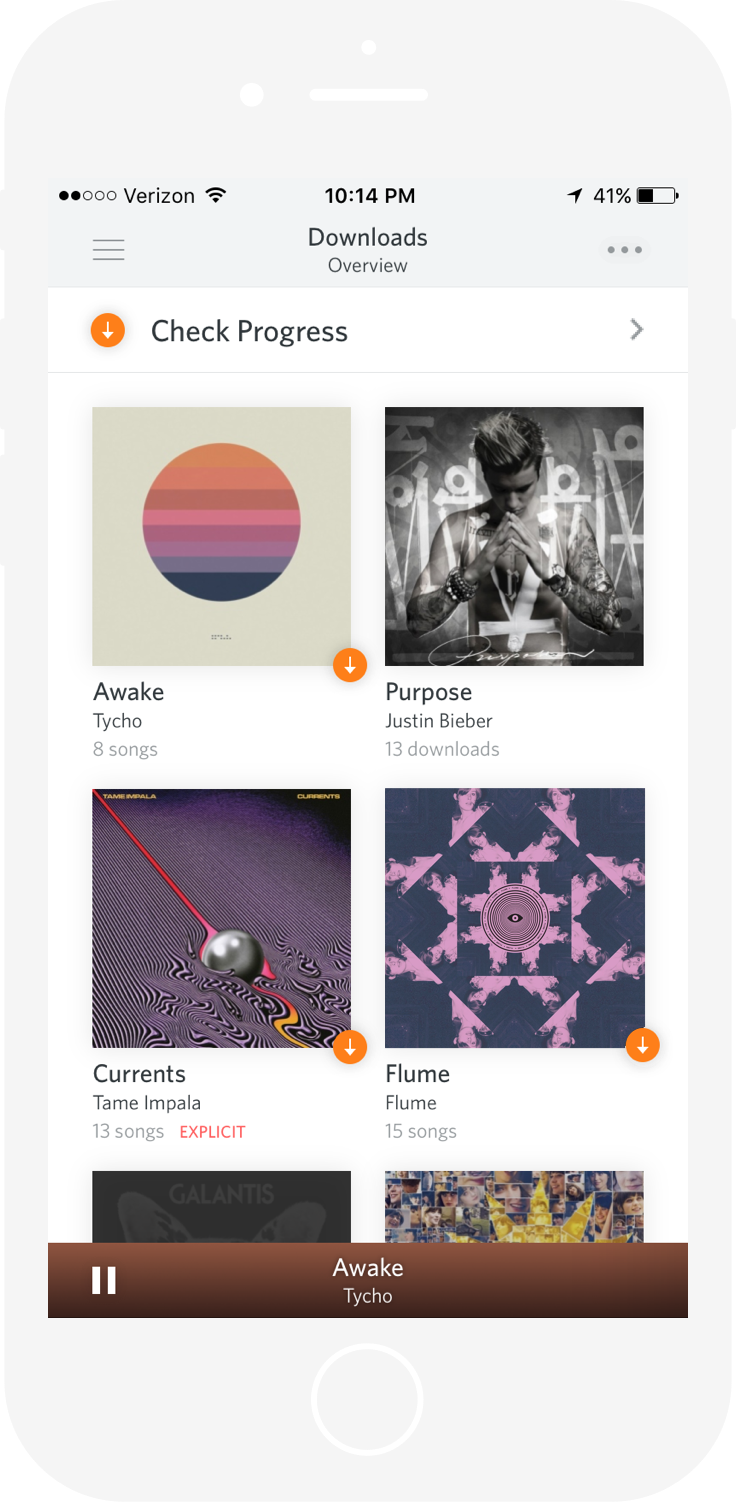 Verizon 10:14 PM 41%
Downloads
Overview
Check Progress
Purpose
Awake Purpose
Tycho Justin Bieber
8 songs 13 downloads
TAME IMPALA CURRENTS
Currents Flume
Tame Impala Flume
13 songs EXPLICIT 15 songs
GALANTIS
Awake
Tycho